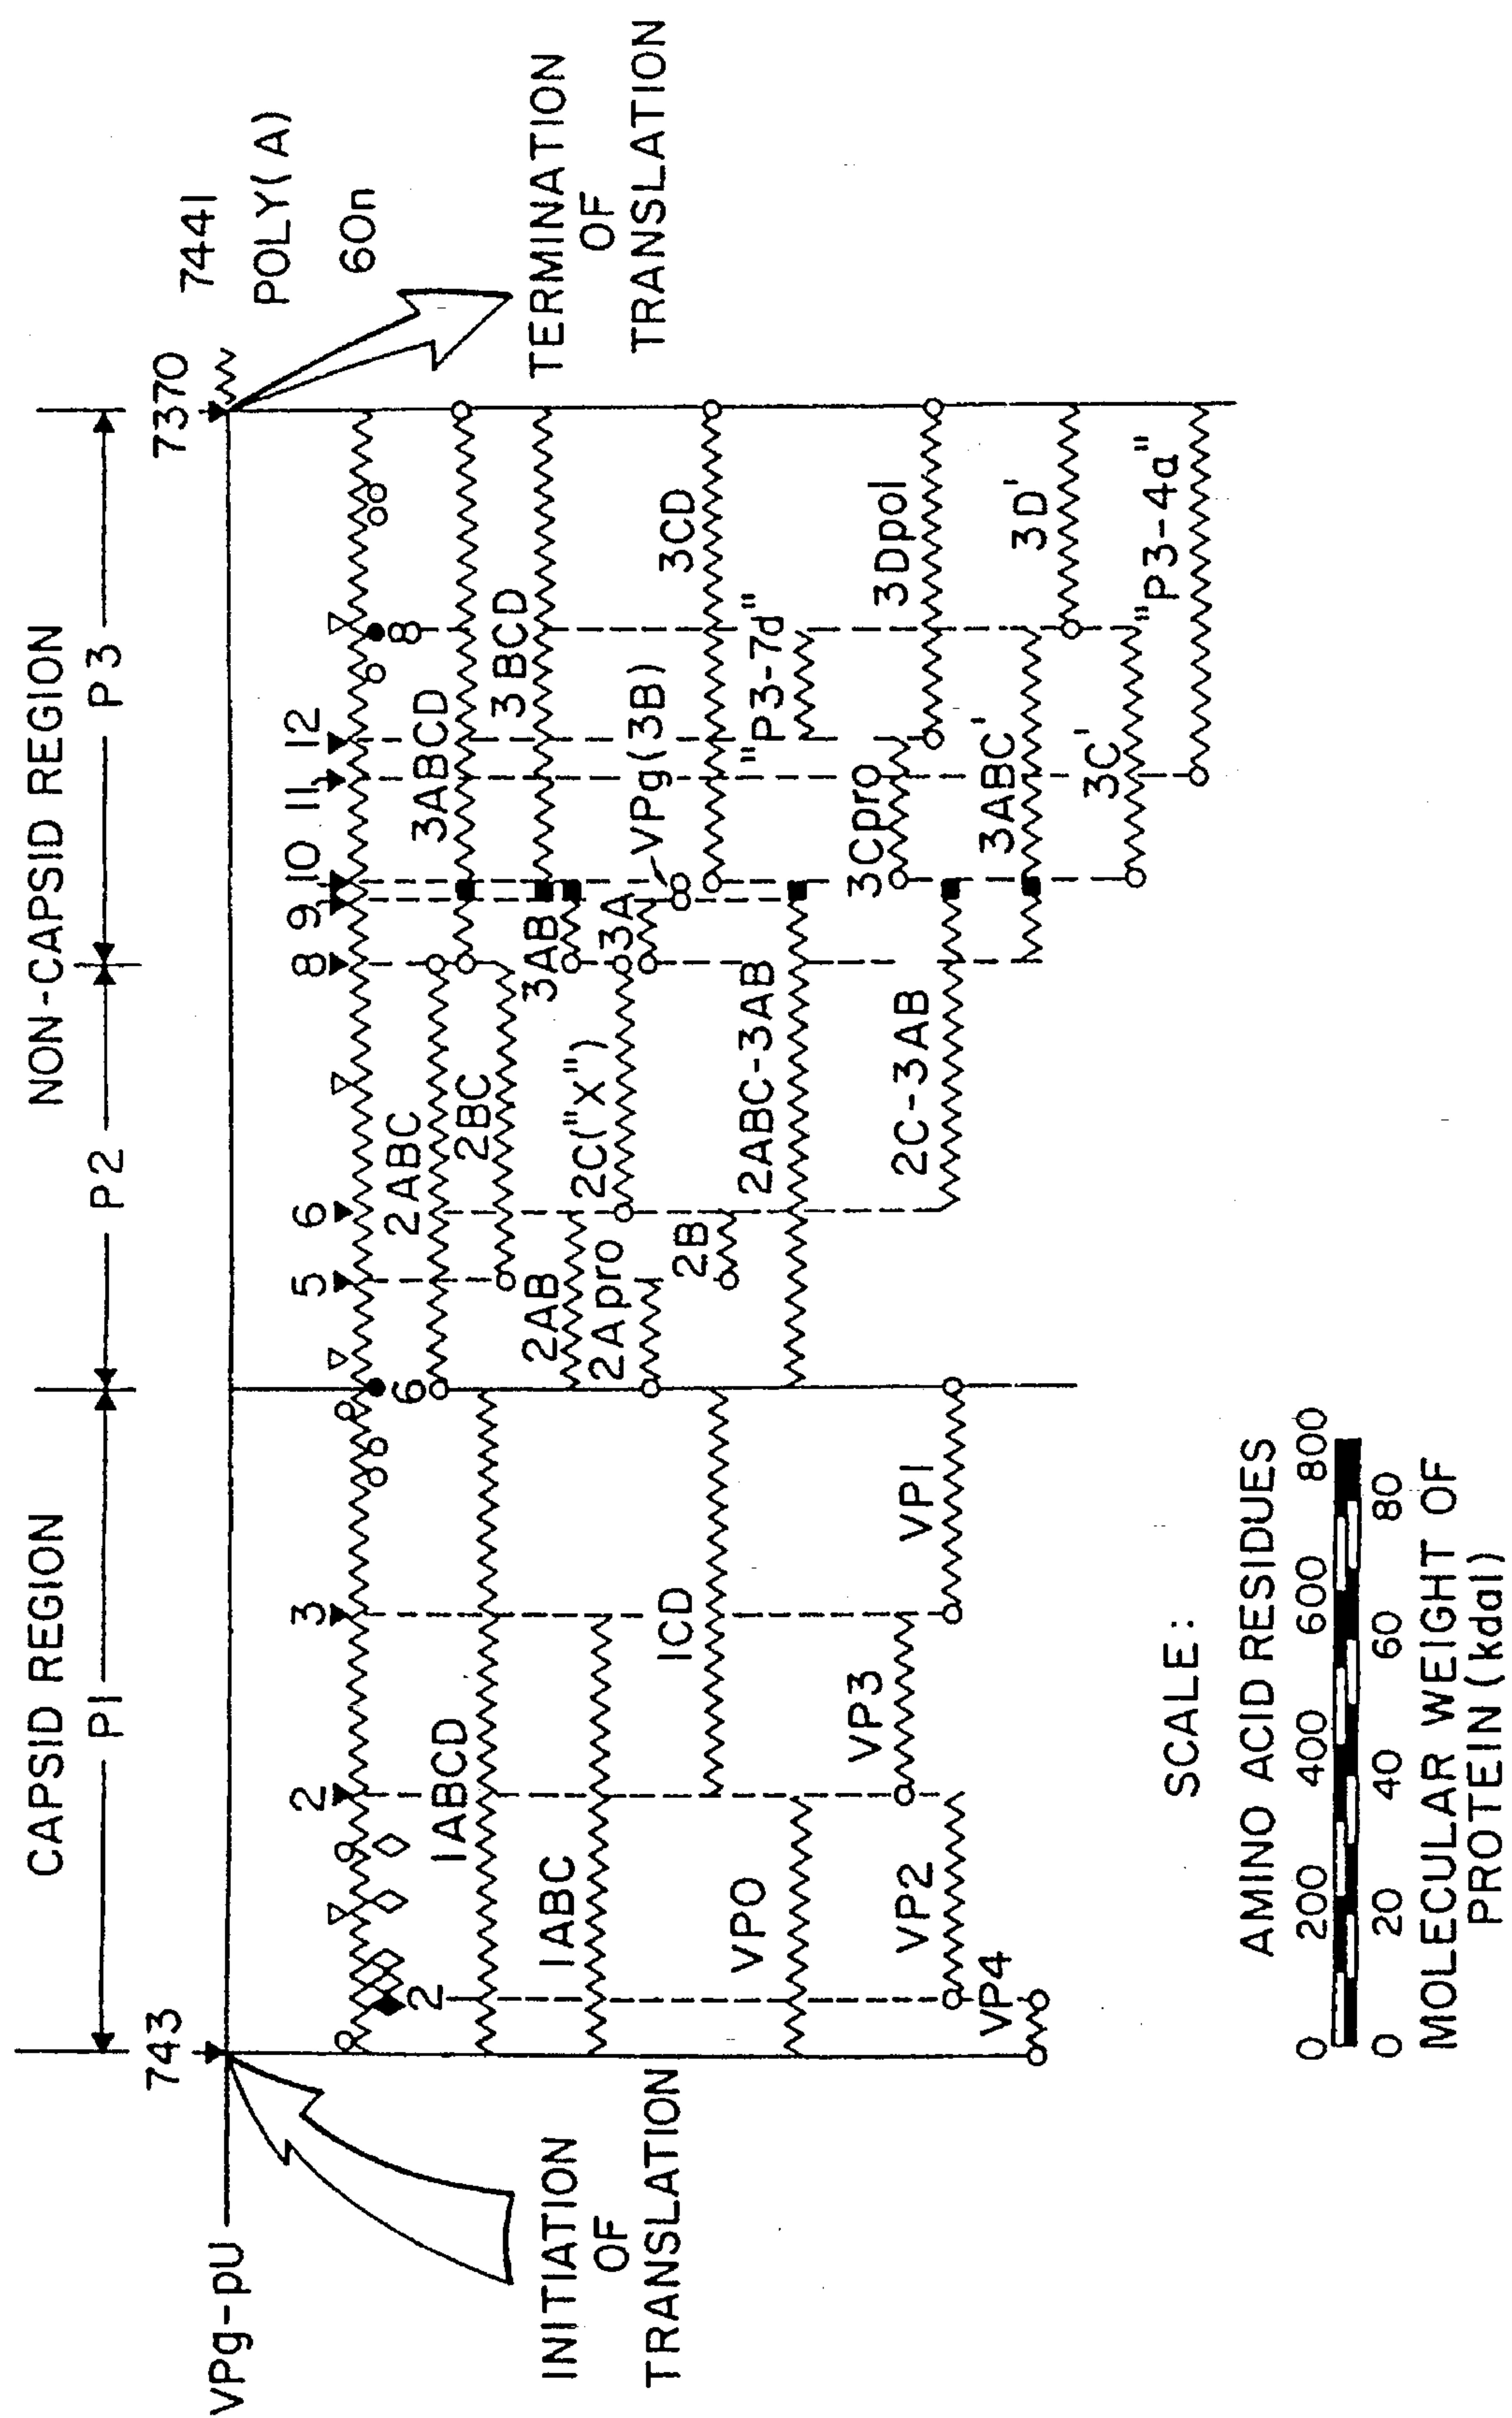 CAPSID REGION
NON-CAPSID REGION
P1
P2
P3
743
7370
7441
VPg-pU
POLY(A)
60n
2
3
5
6
8
9
10
11
12
2
6
8
INITIATION
OF
TRANSLATION
TERMINATION
OF
TRANSLATION
1ABCD
2ABC
3ABCD
2BC
3BCD
1ABC
2AB
3AB
2Apro
2C("X")
3A
VPg(3B)
1CD
2B
3CD
VP0
2ABC-3AB
"P3-7d"
VP3
3Cpro
3Dpol
VP2
VP1
2C-3AB
VP4
3ABC'
3D'
3C'
"P3-4a"
SCALE:
AMINO ACID RESIDUES
0 200 400 600 800
0 20 40 60 80
MOLECULAR WEIGHT OF
PROTEIN (kdal)